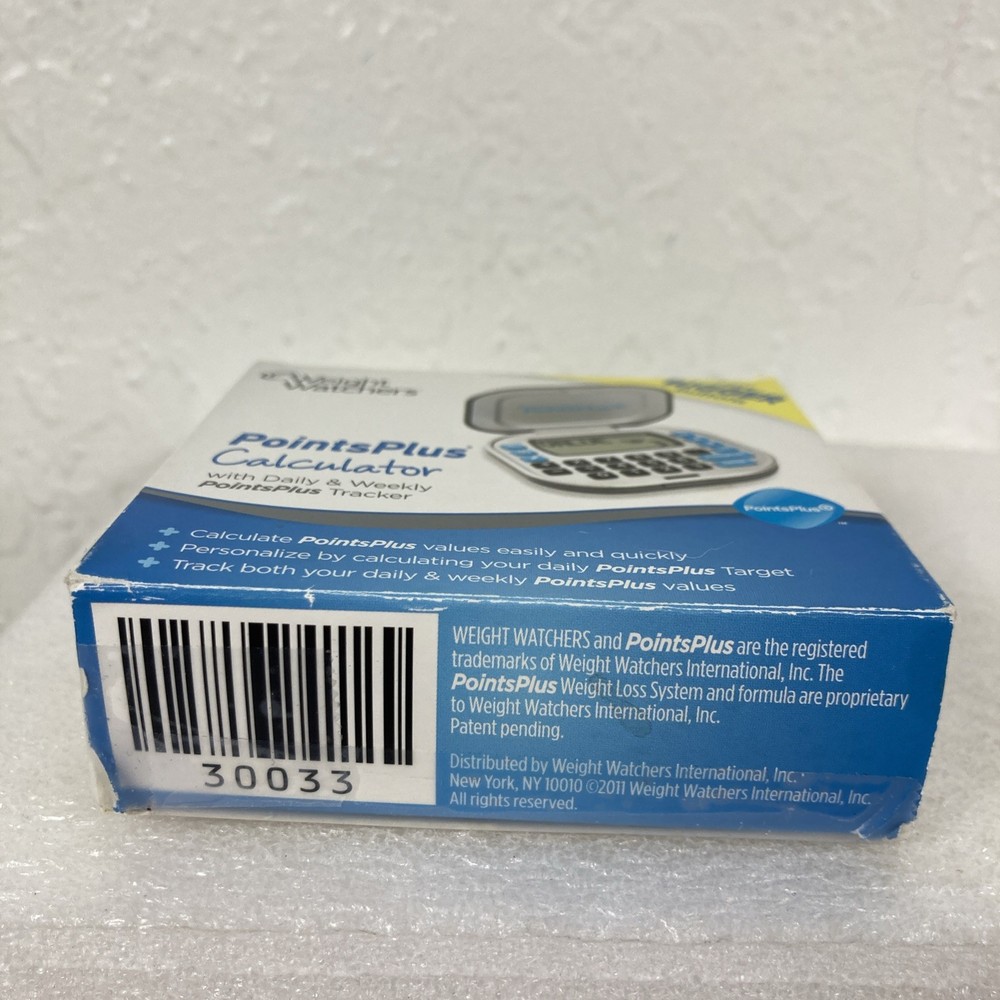 Weight
Watchers
PointsPlus®
Calculator
with Daily & Weekly
PointsPlus Tracker
PointsPlus®
Calculate PointsPlus values easily and quickly
Personalize by calculating your daily PointsPlus Target
Track both your daily & weekly PointsPlus values
30033
WEIGHT WATCHERS and PointsPlus are the registered
trademarks of Weight Watchers International, Inc. The
PointsPlus Weight Loss System and formula are proprietary
to Weight Watchers International, Inc.
Patent pending.
Distributed by Weight Watchers International, Inc.
New York, NY 10010 ©2011 Weight Watchers International, Inc.
All rights reserved.